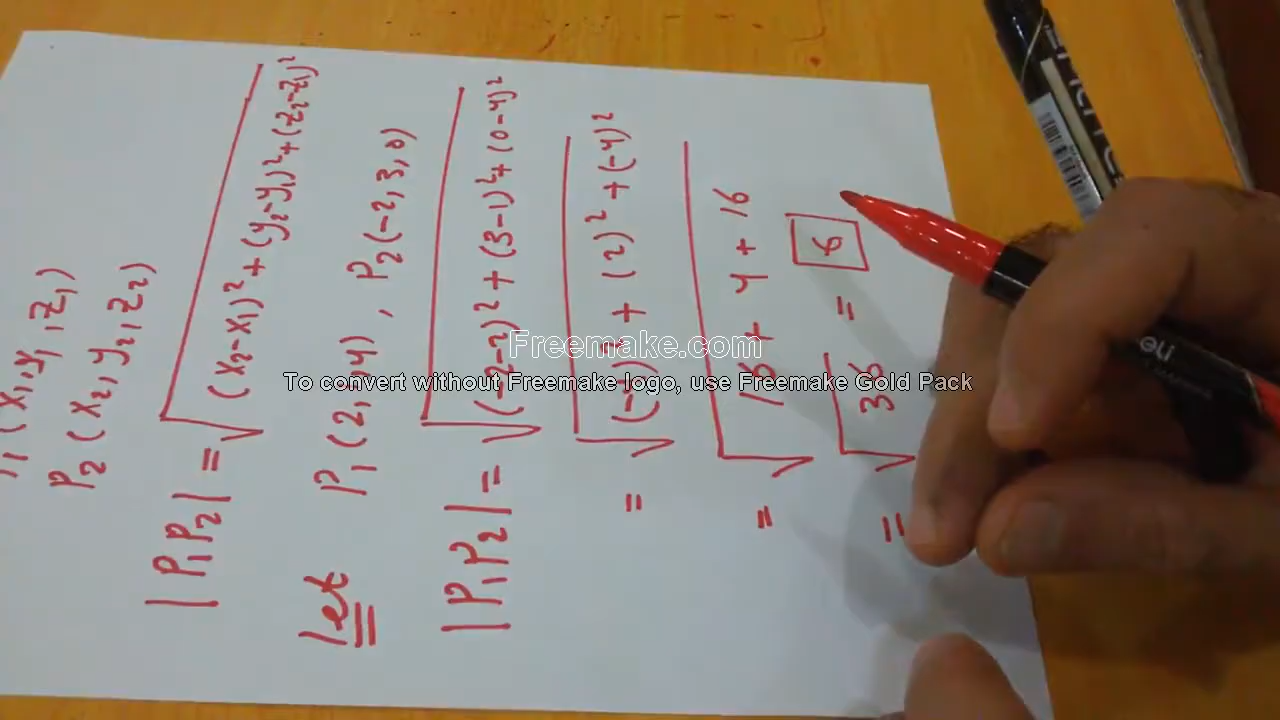 P₁(x₁,y₁,z₁)
P₂(x₂,y₂,z₂)
|P₁P₂| = √(x₂-x₁)²+(y₂-y₁)²+(z₂-z₁)²
let P₁(2,1,4), P₂(-2,3,0)
|P₁P₂| = √(-2-2)²+(3-1)²+(0-4)²
= √(-4)²+(2)²+(-4)²
= √16+4+16
= √36 = 6
Freemake.com
To convert without Freemake logo, use Freemake Gold Pack
eli